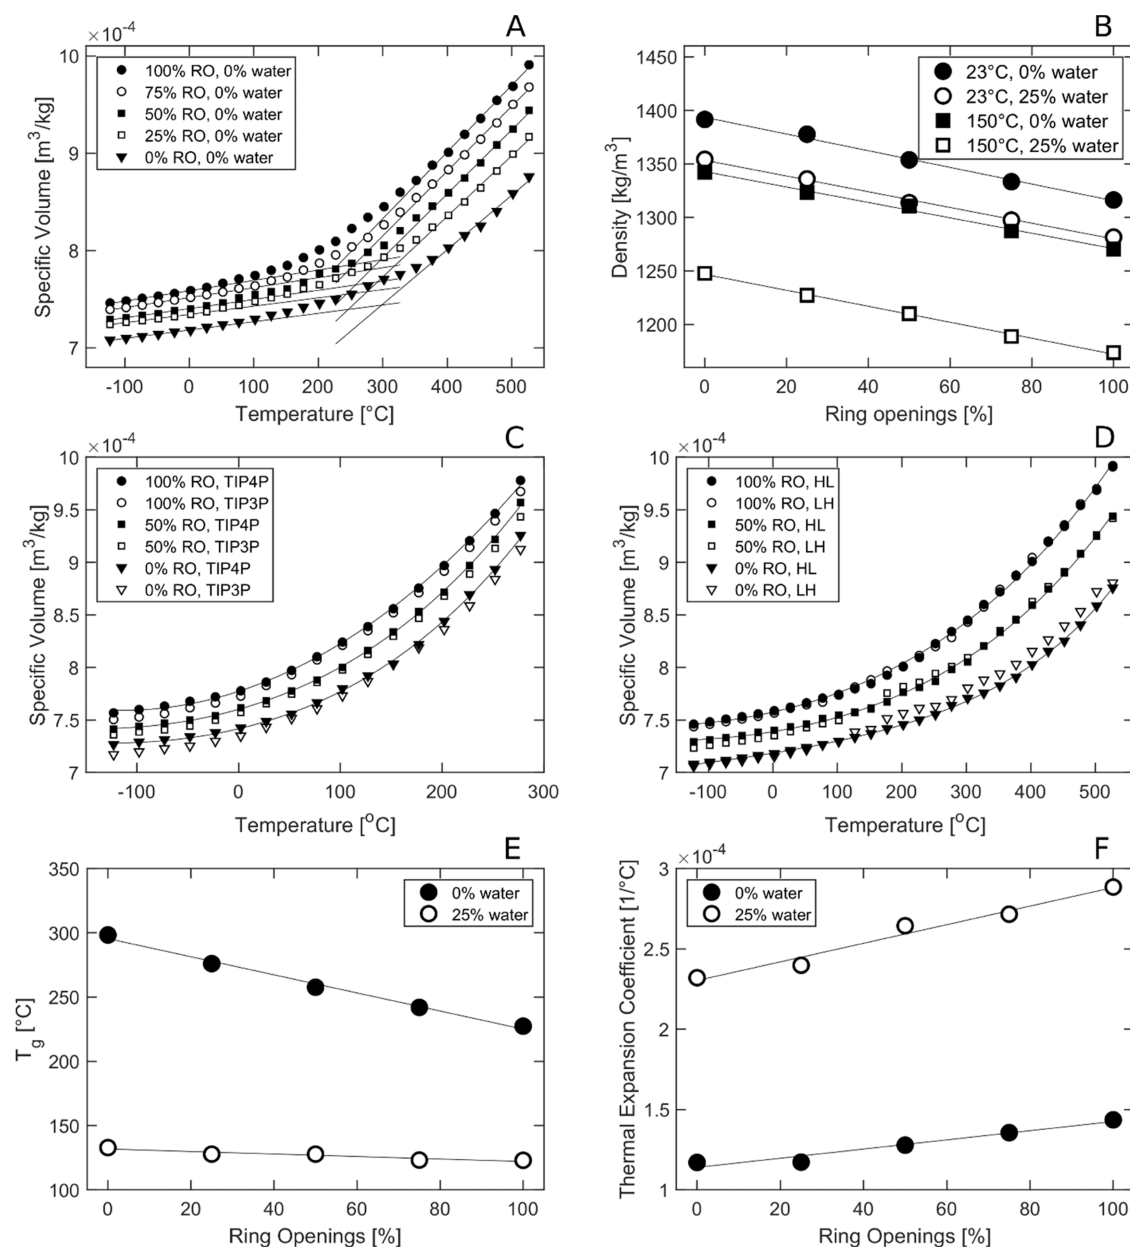 A
×10⁻⁴
10
9
8
7
Specific Volume [m³/kg]
100% RO, 0% water
75% RO, 0% water
50% RO, 0% water
25% RO, 0% water
0% RO, 0% water
-100 0 100 200 300 400 500
Temperature [°C]
B
1450
1400
1350
1300
1250
1200
Density [kg/m³]
23°C, 0% water
23°C, 25% water
150°C, 0% water
150°C, 25% water
0 20 40 60 80 100
Ring openings [%]
C
×10⁻⁴
10
9.5
9
8.5
8
7.5
7
Specific Volume [m³/kg]
100% RO, TIP4P
100% RO, TIP3P
50% RO, TIP4P
50% RO, TIP3P
0% RO, TIP4P
0% RO, TIP3P
-100 0 100 200 300
Temperature [°C]
D
×10⁻⁴
10
9.5
9
8.5
8
7.5
7
Specific Volume [m³/kg]
100% RO, HL
100% RO, LH
50% RO, HL
50% RO, LH
0% RO, HL
0% RO, LH
-100 0 100 200 300 400 500
Temperature [°C]
E
350
300
250
200
150
100
Tg [°C]
0% water
25% water
0 20 40 60 80 100
Ring Openings [%]
F
×10⁻⁴
3
2.5
2
1.5
1
Thermal Expansion Coefficient [1/°C]
0% water
25% water
0 20 40 60 80 100
Ring Openings [%]